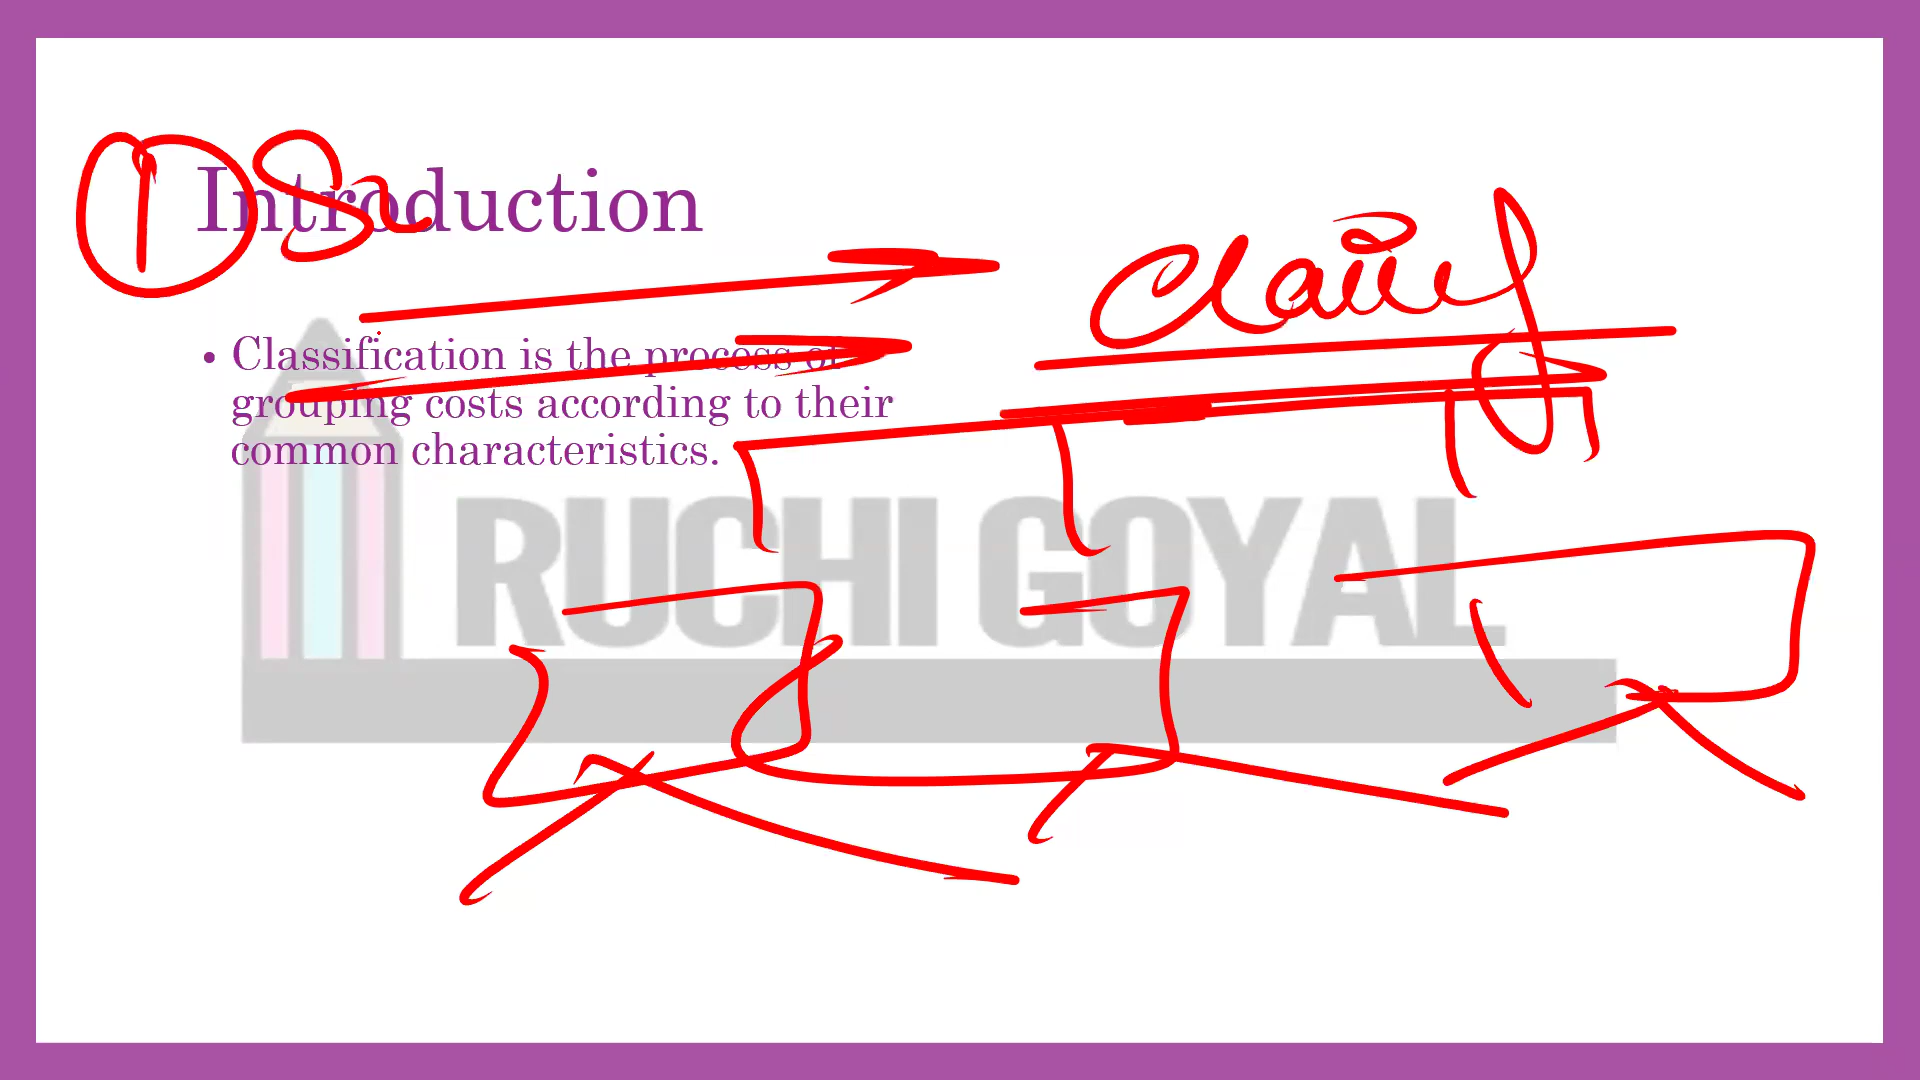 Introduction
• Classification is the process of
grouping costs according to their
common characteristics.
RUCHI GOYAL